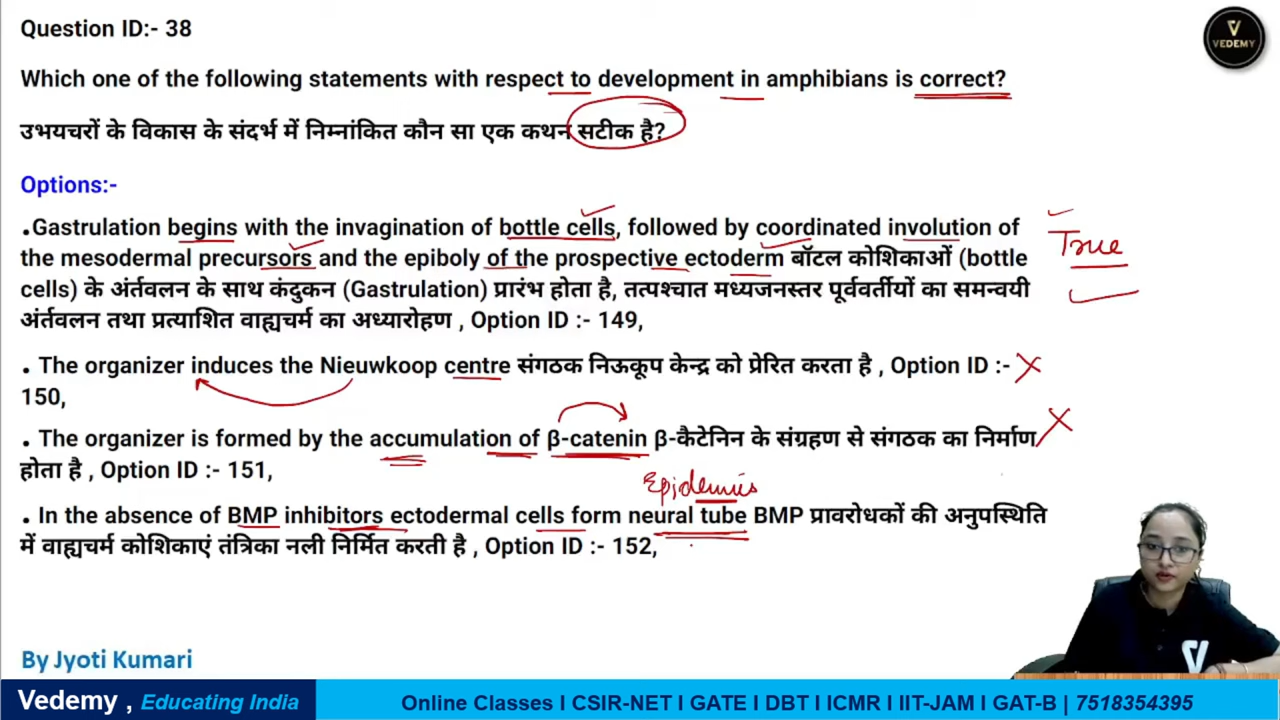 Question ID:- 38
VEDEMY
Which one of the following statements with respect to development in amphibians is correct?
उभयचरों के विकास के संदर्भ में निम्नांकित कौन सा एक कथन सटीक है?
Options:-
.Gastrulation begins with the invagination of bottle cells, followed by coordinated involution of
the mesodermal precursors and the epiboly of the prospective ectoderm बॉटल कोशिकाओं (bottle
True
cells) के अंर्तवलन के साथ कंदुकन (Gastrulation) प्रारंभ होता है, तत्पश्चात मध्यजनस्तर पूर्ववर्तीयों का समन्वयी
अंर्तवलन तथा प्रत्याशित वाह्यचर्म का अध्यारोहण , Option ID :- 149,
. The organizer induces the Nieuwkoop centre संगठक निऊकूप केन्द्र को प्रेरित करता है , Option ID :-
150,
. The organizer is formed by the accumulation of β-catenin β-कैटेनिन के संग्रहण से संगठक का निर्माण
होता है , Option ID :- 151,
Epidermis
. In the absence of BMP inhibitors ectodermal cells form neural tube BMP प्रावरोधकों की अनुपस्थिति
में वाह्यचर्म कोशिकाएं तंत्रिका नली निर्मित करती है , Option ID :- 152,
By Jyoti Kumari
Vedemy , Educating India
Online Classes I CSIR-NET I GATE I DBT I ICMR I IIT-JAM I GAT-B | 7518354395